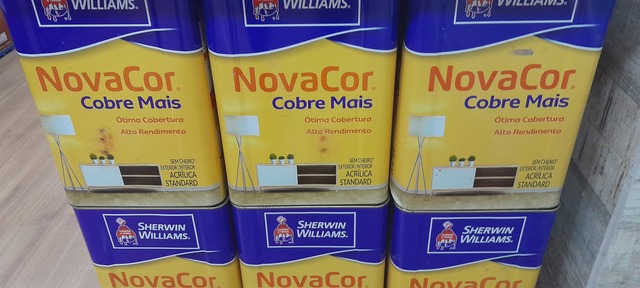 SHERWIN
WILLIAMS.
NovaCor
Cobre Mais
Ótima Cobertura
Alto Rendimento
SEM CHEIRO*
EXTERIOR/INTERIOR
ACRÍLICA
STANDARD
WILLIAMS.
NovaCor
Cobre Mais
Ótima Cobertura
Alto Rendimento
SEM CHEIRO*
EXTERIOR/INTERIOR
ACRÍLICA
STANDARD
WILLIAMS.
NovaCor
Cobre Mais
Ótima Cobertura
Alto Rendimento
SEM CHEIRO*
EXTERIOR/INTERIOR
ACRÍLICA
STANDARD
SHERWIN
WILLIAMS.
NovaCor
SHERWIN
WILLIAMS.
NovaCor
SHERWIN
WILLIAMS.
NovaCor